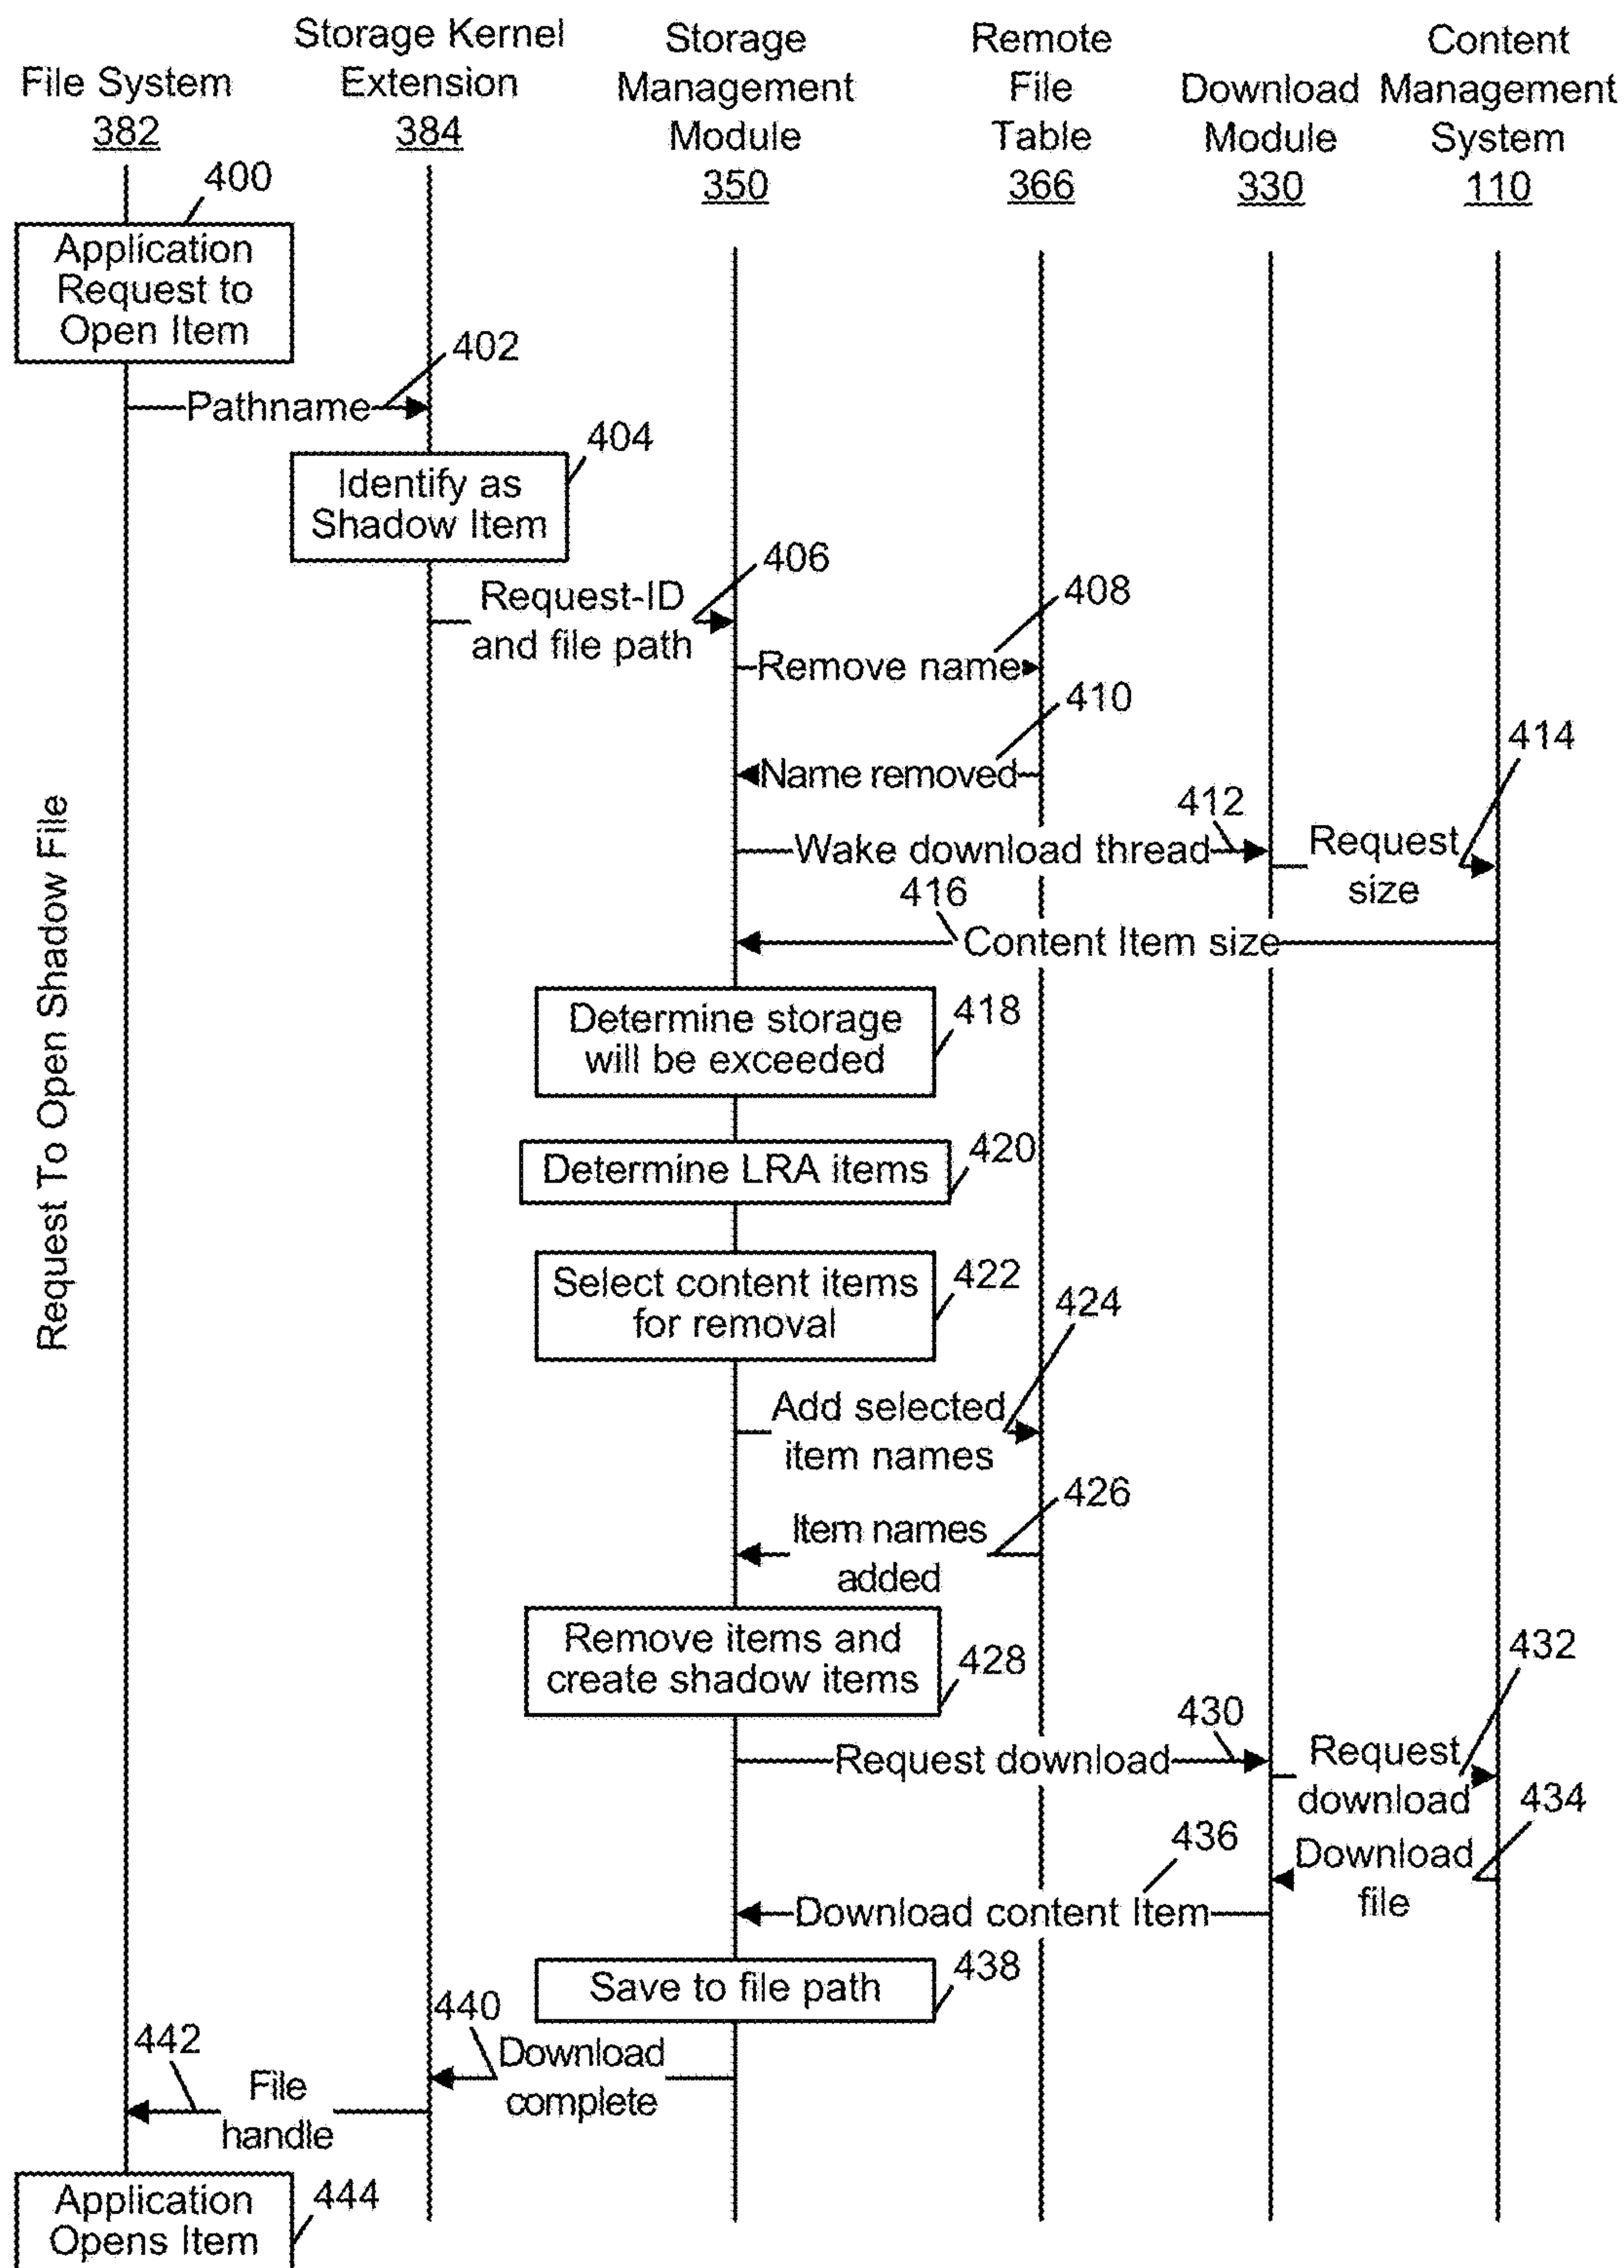 File System
382
Storage Kernel
Extension
384
Storage
Management
Module
350
Remote
File
Table
366
Download
Module
330
Content
Management
System
110
400
Application
Request to
Open Item
402
Pathname
404
Identify as
Shadow Item
406
Request-ID
and file path
408
Remove name
410
Name removed
412
Wake download thread
414
Request
size
416
Content Item size
Determine storage
will be exceeded
418
Determine LRA items
420
Select content items
for removal
422
424
Add selected
item names
426
Item names
added
Remove items and
create shadow items
428
430
Request download
432
Request
download
434
Download
file
436
Download content Item
Save to file path
438
440
Download
complete
442
File
handle
Application
Opens Item
444
Request To Open Shadow File